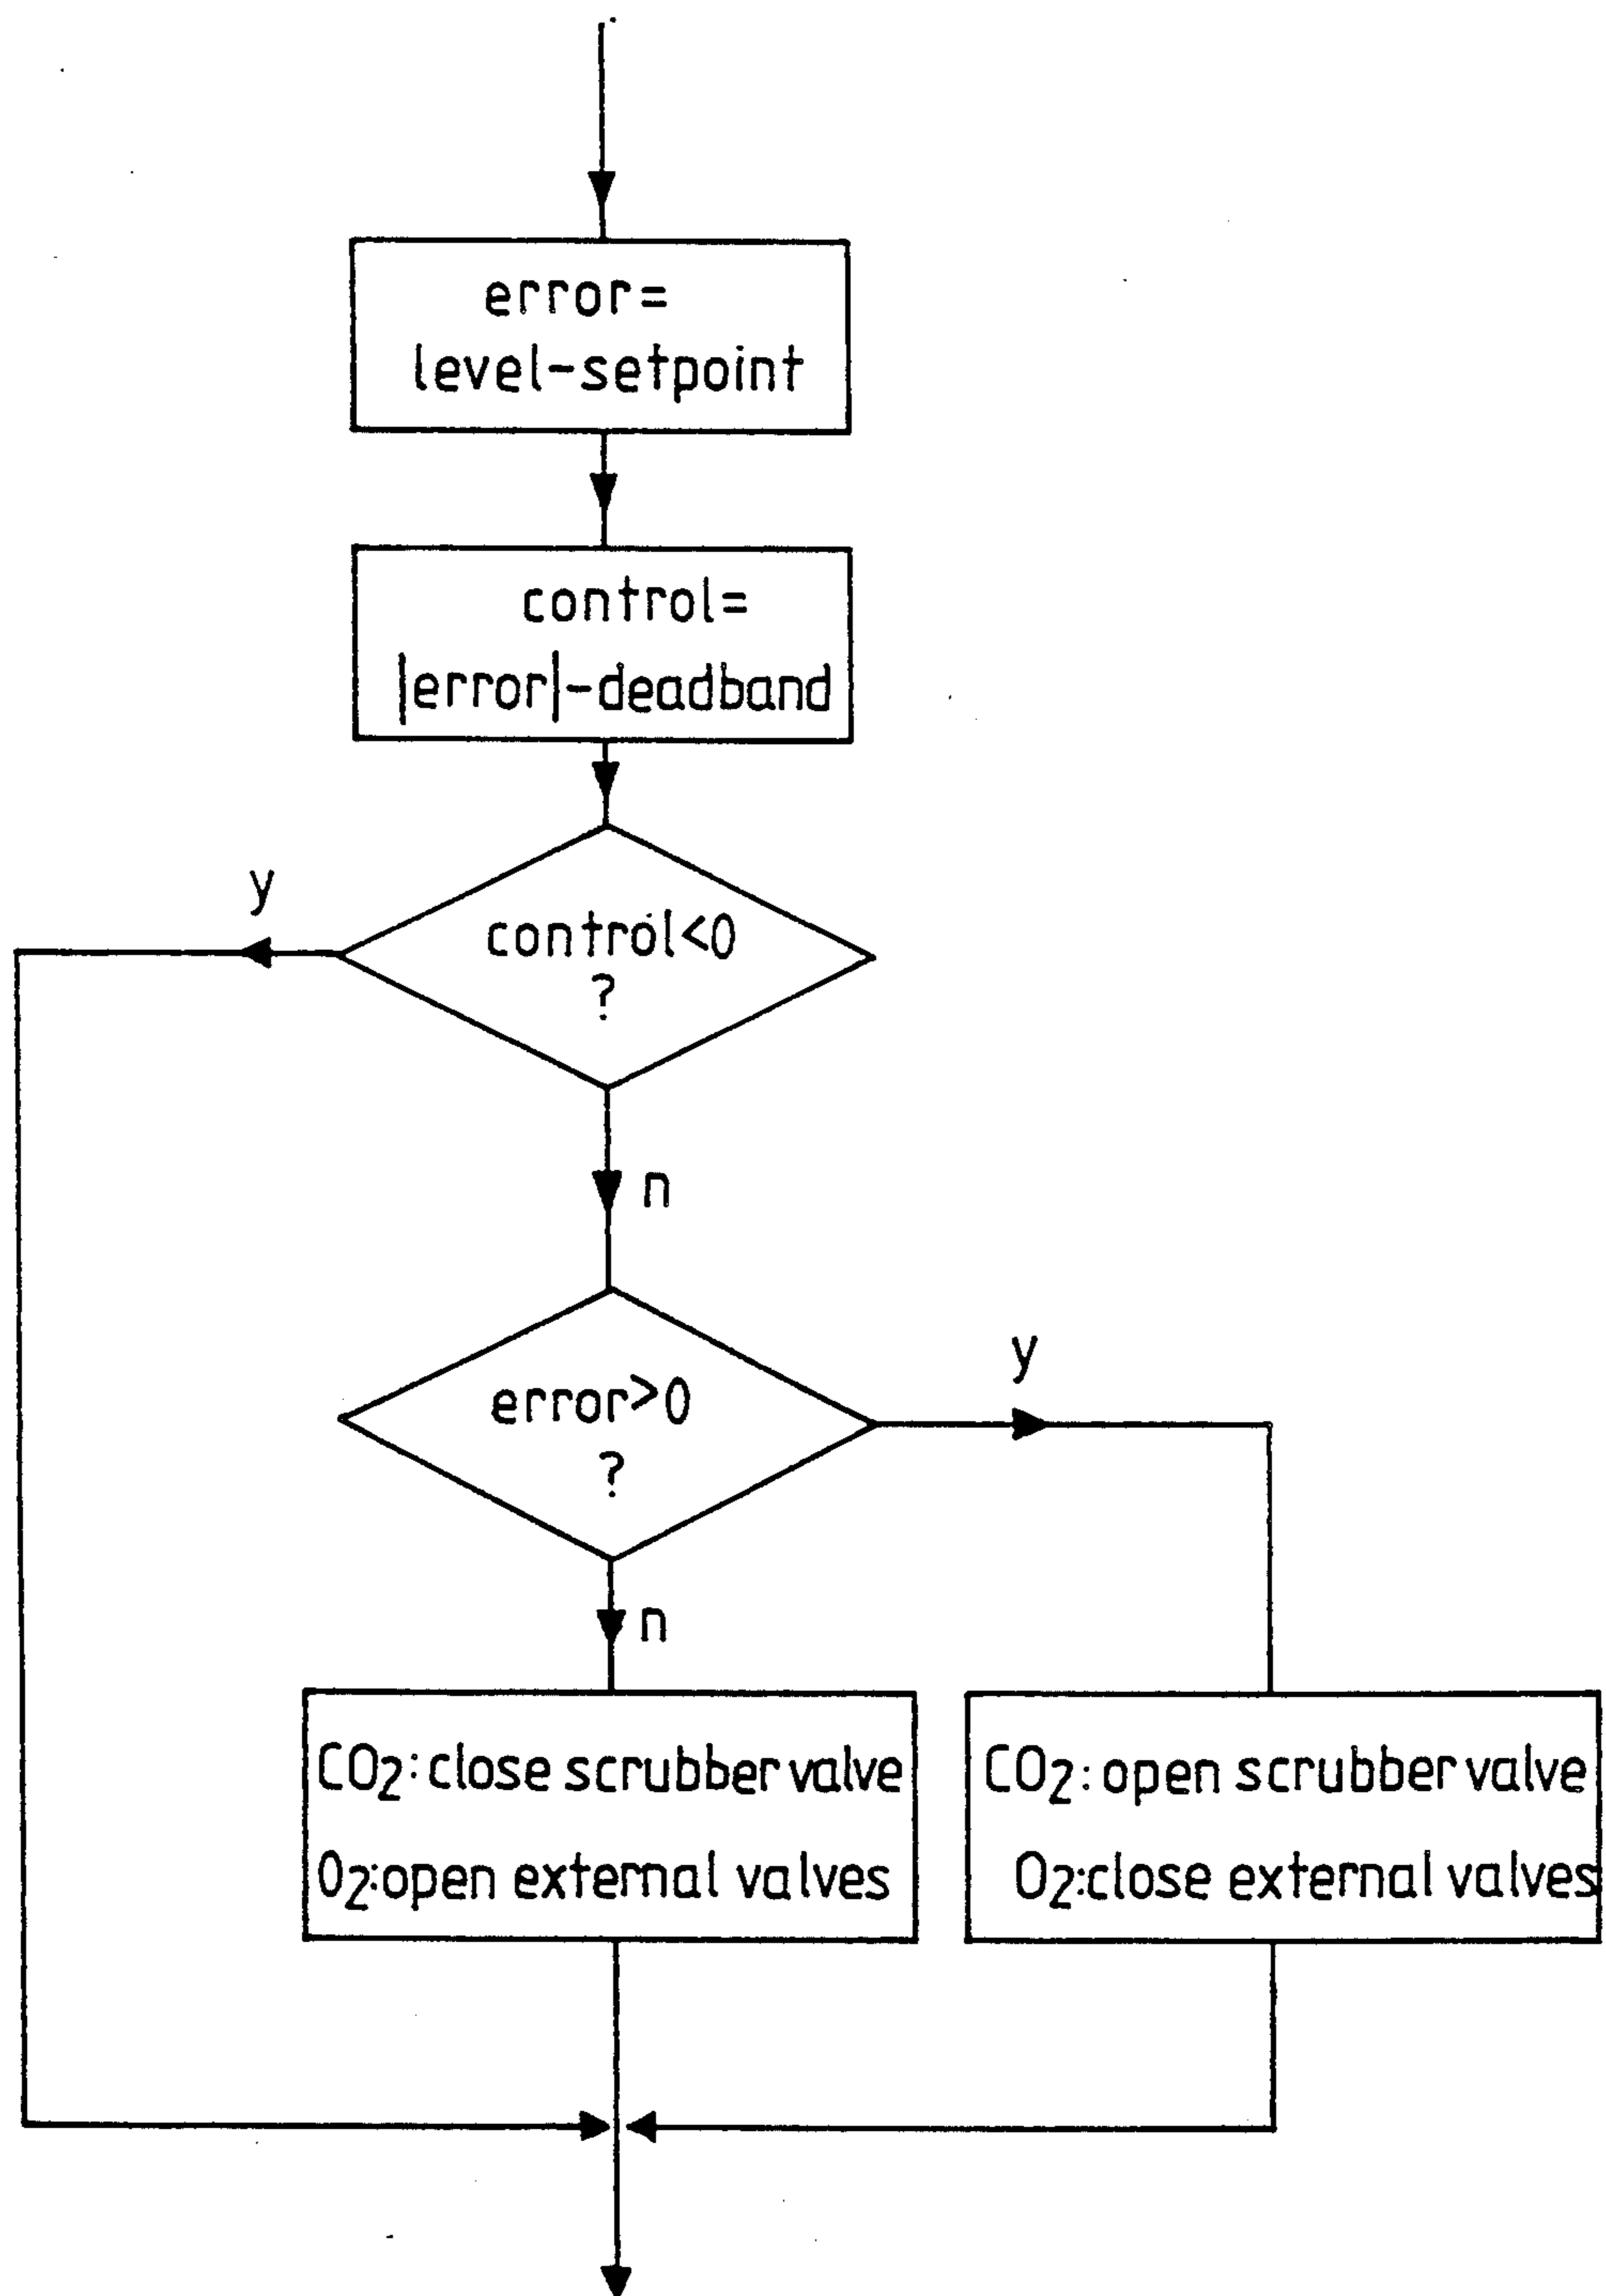 error=
level-setpoint
control=
|error|-deadband
control<0
?
y
n
error>0
?
y
n
CO2:close scrubber valve
O2:open external valves
CO2:open scrubber valve
O2:close external valves